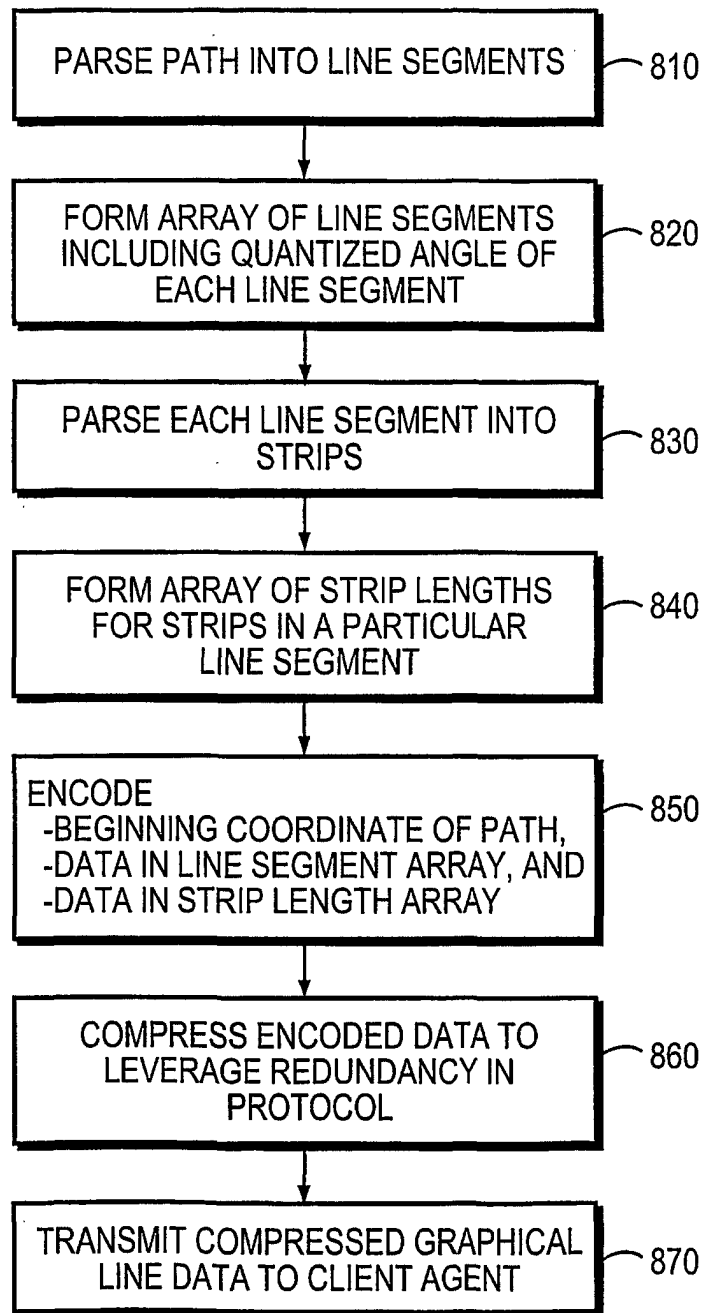 PARSE PATH INTO LINE SEGMENTS
810
FORM ARRAY OF LINE SEGMENTS
INCLUDING QUANTIZED ANGLE OF
EACH LINE SEGMENT
820
PARSE EACH LINE SEGMENT INTO
STRIPS
830
FORM ARRAY OF STRIP LENGTHS
FOR STRIPS IN A PARTICULAR
LINE SEGMENT
840
ENCODE
-BEGINNING COORDINATE OF PATH,
-DATA IN LINE SEGMENT ARRAY, AND
-DATA IN STRIP LENGTH ARRAY
850
COMPRESS ENCODED DATA TO
LEVERAGE REDUNDANCY IN
PROTOCOL
860
TRANSMIT COMPRESSED GRAPHICAL
LINE DATA TO CLIENT AGENT
870